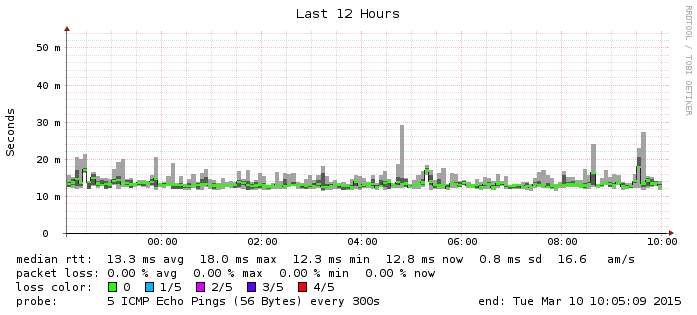 Last 12 Hours
RRDTOOL / TOBI OETIKER
Seconds
50 m
40 m
30 m
20 m
10 m
0
00:00 02:00 04:00 06:00 08:00 10:00
median rtt: 13.3 ms avg 18.0 ms max 12.3 ms min 12.8 ms now 0.8 ms sd 16.6 am/s
packet loss: 0.00 % avg 0.00 % max 0.00 % min 0.00 % now
loss color: 0 1/5 2/5 3/5 4/5
probe: 5 ICMP Echo Pings (56 Bytes) every 300s end: Tue Mar 10 10:05:09 2015